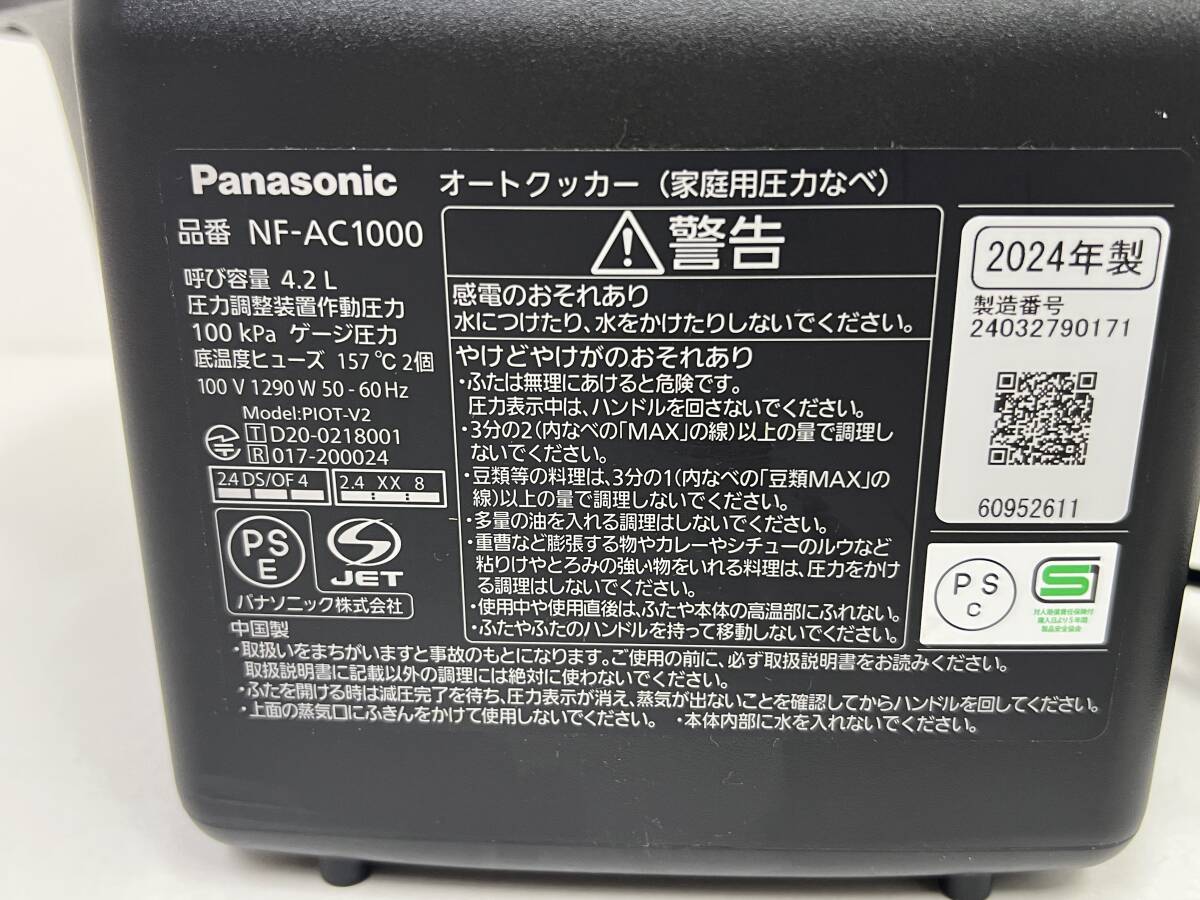 Panasonic オートクッカー（家庭用圧力なべ）
品番 NF-AC1000
呼び容量 4.2 L
圧力調整装置作動圧力
100 kPa ゲージ圧力
底温度ヒューズ 157 ℃ 2個
100 V 1290 W 50 - 60 Hz
Model:PIOT-V2
T D20-0218001
R 017-200024
2.4 DS/OF 4
2.4 XX 8
PS
E
JET
パナソニック株式会社
中国製
警告
感電のおそれあり
水につけたり、水をかけたりしないでください。
やけどやけがのおそれあり
・ふたは無理にあけると危険です。
圧力表示中は、ハンドルを回さないでください。
・3分の2(内なべの「MAX」の線)以上の量で調理し
ないでください。
・豆類等の料理は、3分の1(内なべの「豆類MAX」の
線)以上の量で調理しないでください。
・多量の油を入れる調理はしないでください。
・重曹など膨張する物やカレーやシチューのルウなど
粘りけやとろみの強い物をいれる料理は、圧力をかけ
る調理はしないでください。
・使用中や使用直後は、ふたや本体の高温部にふれない。
・ふたやふたのハンドルを持って移動しないでください。
2024年製
製造番号
24032790171
60952611
PS
C
S
対人賠償責任保険付
購入日より5年間
製品安全協会
・取扱いをまちがいますと事故のもとになります。ご使用の前に、必ず取扱説明書をお読みください。
取扱説明書に記載以外の調理には絶対に使わないでください。
・ふたを開ける時は減圧完了を待ち、圧力表示が消え、蒸気が出ないことを確認してからハンドルを回してください。
・上面の蒸気口にふきんをかけて使用しないでください。 ・本体内部に水を入れないでください。